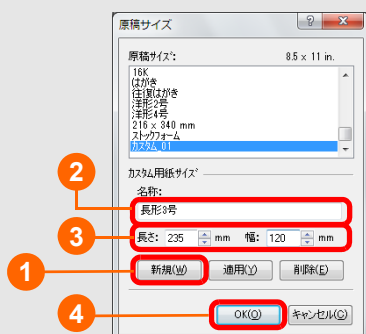 原稿サイズ
原稿サイズ: 8.5 x 11 in.
16K
はがき
往復はがき
洋形2号
洋形4号
216 x 340 mm
ストックフォーム
カスタム_01
カスタム用紙サイズ
2
名称:
長形3号
3
長さ: 235 mm 幅: 120 mm
1
新規(W) 適用(Y) 削除(E)
4
OK(O) キャンセル(C)